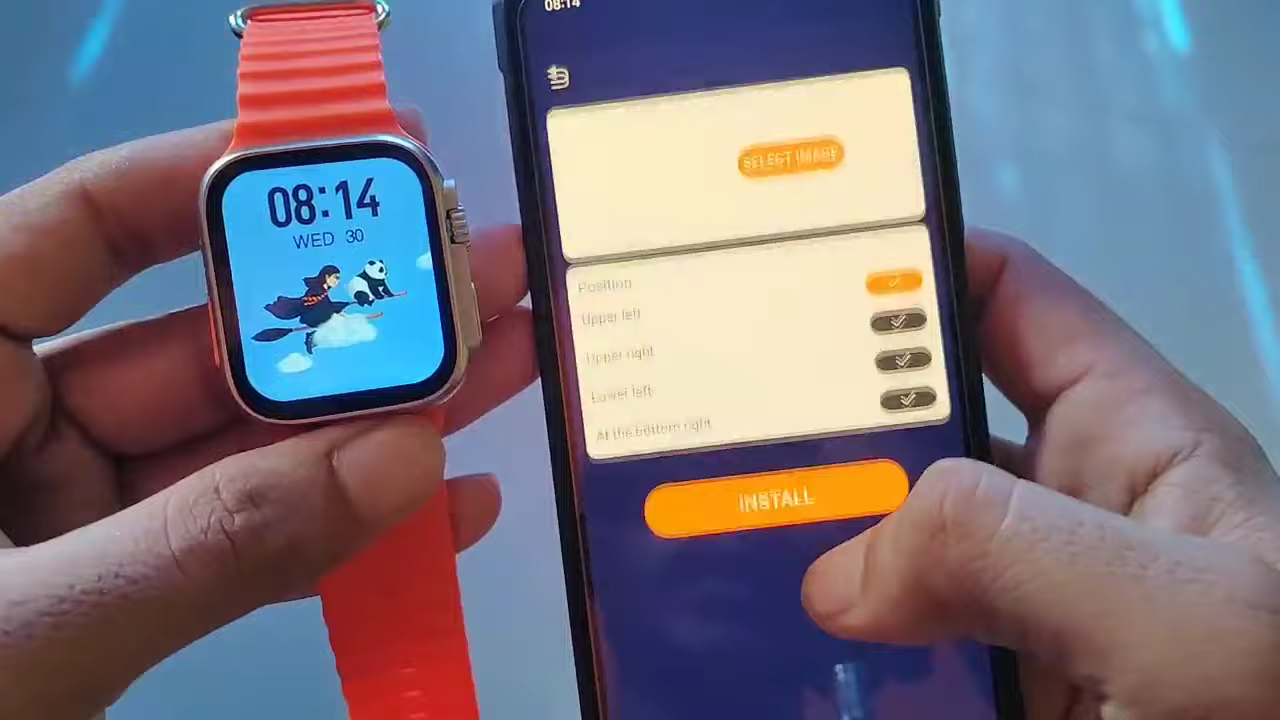 08:14
WED 30
08:14
SELECT IMAGE
Position
Upper left
Upper right
Lower left
At the bottom right
INSTALL